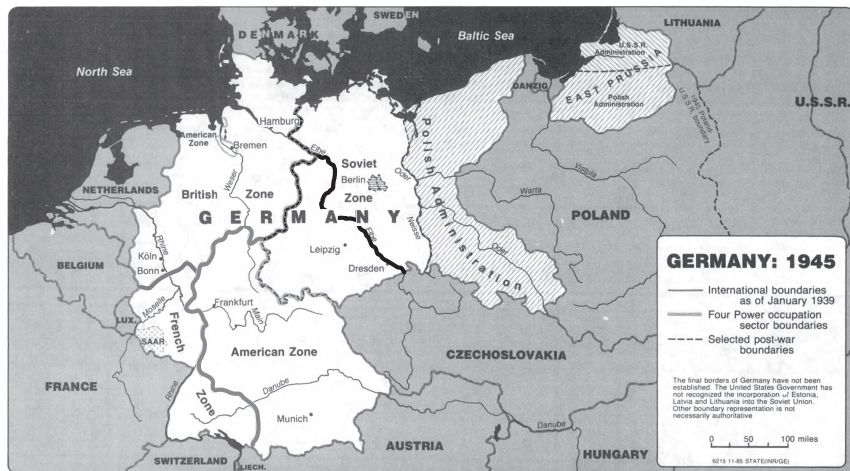 SWEDEN
LITHUANIA
DENMARK
Baltic Sea
U.S.S.R.
Administration
North Sea
EAST PRUSSIA
DANZIG
Polish
Administration
1945 Poland-
U.S.S.R. boundary
U.S.S.R.
Hamburg
American
Zone
Bremen
Elbe
Soviet
Berlin
Zone
Oder
Polish Administration
Vistula
NETHERLANDS
Weser
British Zone
Warta
GERMANY
POLAND
Rhine
Köln
Bonn
Elbe
Neisse
Oder
Leipzig
Dresden
BELGIUM
Moselle
Frankfurt
Main
LUX.
SAAR
French
Zone
American Zone
CZECHOSLOVAKIA
FRANCE
Rhine
Danube
Munich
Danube
SWITZERLAND
LIECH.
AUSTRIA
HUNGARY
GERMANY: 1945
International boundaries
as of January 1939
Four Power occupation
sector boundaries
Selected post-war
boundaries
The final borders of Germany have not been
established. The United States Government has
not recognized the incorporation of Estonia,
Latvia and Lithuania into the Soviet Union.
Other boundary representation is not
necessarily authoritative
0 50 100 miles
6215 11-85 STATE(INR/GE)